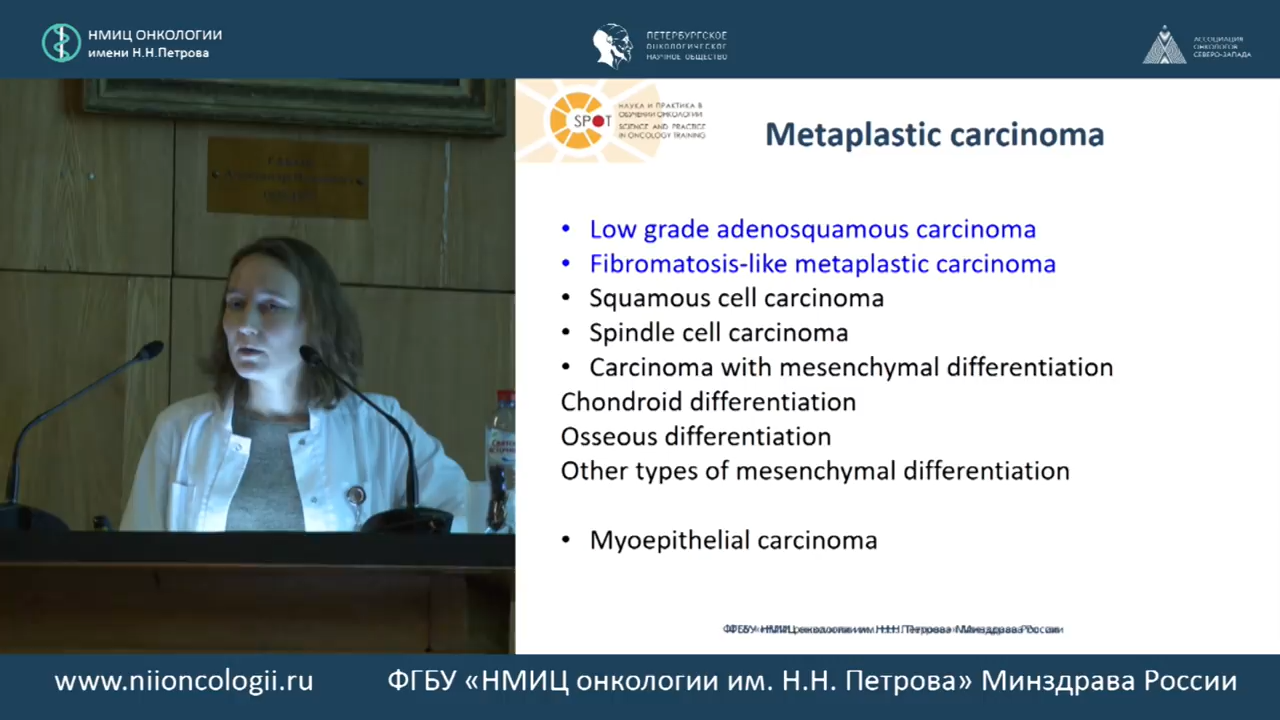 НМИЦ ОНКОЛОГИИ
имени Н.Н.Петрова
ПЕТЕРБУРГСКОЕ
ОНКОЛОГИЧЕСКОЕ
НАУЧНОЕ ОБЩЕСТВО
АССОЦИАЦИЯ
ОНКОЛОГОВ
СЕВЕРО-ЗАПАДА
SPOT
НАУКА И ПРАКТИКА В
ОБУЧЕНИИ ОНКОЛОГИИ
SCIENCE AND PRACTICE
IN ONCOLOGY TRAINING
Metaplastic carcinoma
• Low grade adenosquamous carcinoma
• Fibromatosis-like metaplastic carcinoma
• Squamous cell carcinoma
• Spindle cell carcinoma
• Carcinoma with mesenchymal differentiation
Chondroid differentiation
Osseous differentiation
Other types of mesenchymal differentiation
• Myoepithelial carcinoma
www.niioncologii.ru
ФГБУ «НМИЦ онкологии им. Н.Н. Петрова» Минздрава России